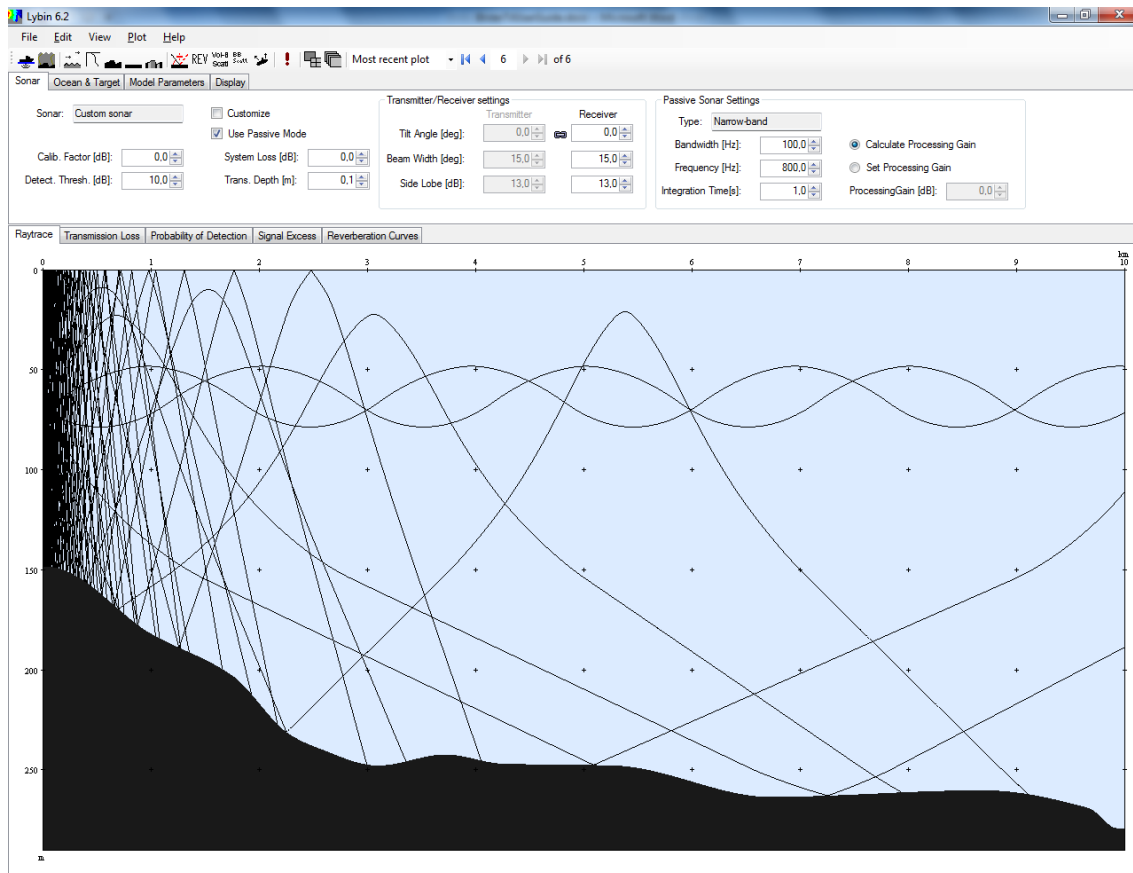 Lybin 6.2
File Edit View Plot Help
REV Vol-B Scatt BB Scatt Most recent plot 6 of 6
Sonar Ocean & Target Model Parameters Display
Sonar: Custom sonar
Customize
Use Passive Mode
Calib. Factor [dB]: 0,0 System Loss [dB]: 0,0
Detect. Thresh. [dB]: 10,0 Trans. Depth [m]: 0,1
Transmitter/Receiver settings
Transmitter Receiver
Tilt Angle [deg]: 0,0 0,0
Beam Width [deg]: 15,0 15,0
Side Lobe [dB]: 13,0 13,0
Passive Sonar Settings
Type: Narrow-band
Bandwidth [Hz]: 100,0 Calculate Processing Gain
Frequency [Hz]: 800,0 Set Processing Gain
Integration Time[s]: 1,0 ProcessingGain [dB]: 0,0
Raytrace Transmission Loss Probability of Detection Signal Excess Reverberation Curves
km
0 1 2 3 4 5 6 7 8 9 10
0
50
100
150
200
250
m